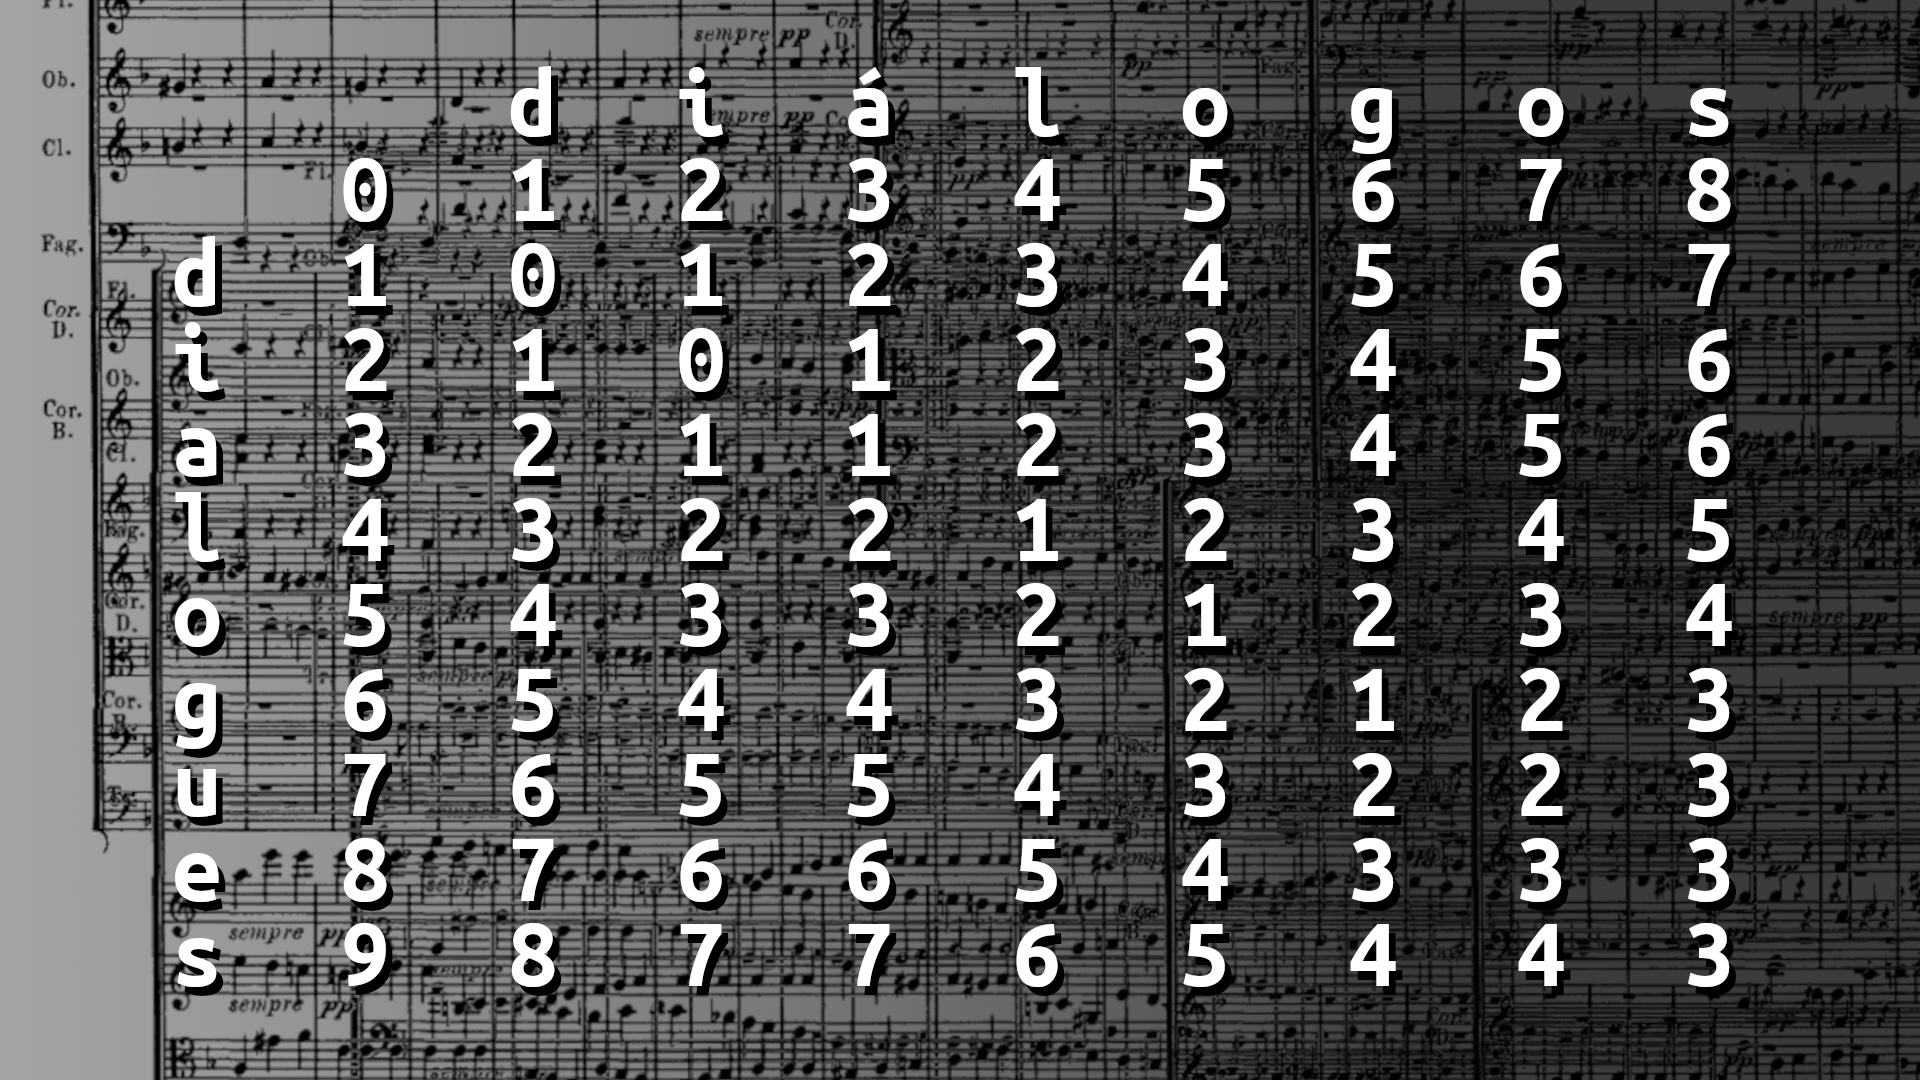 d i á l o g o s
0 1 2 3 4 5 6 7 8
d 1 0 1 2 3 4 5 6 7
i 2 1 0 1 2 3 4 5 6
a 3 2 1 1 2 3 4 5 6
l 4 3 2 2 1 2 3 4 5
o 5 4 3 3 2 1 2 3 4
g 6 5 4 4 3 2 1 2 3
u 7 6 5 5 4 3 2 2 3
e 8 7 6 6 5 4 3 3 3
s 9 8 7 7 6 5 4 4 3
Ob.
Cl.
Fag.
Cor.
D.
Ob.
Cor.
B.
sempre pp
sempre pp
sempre pp